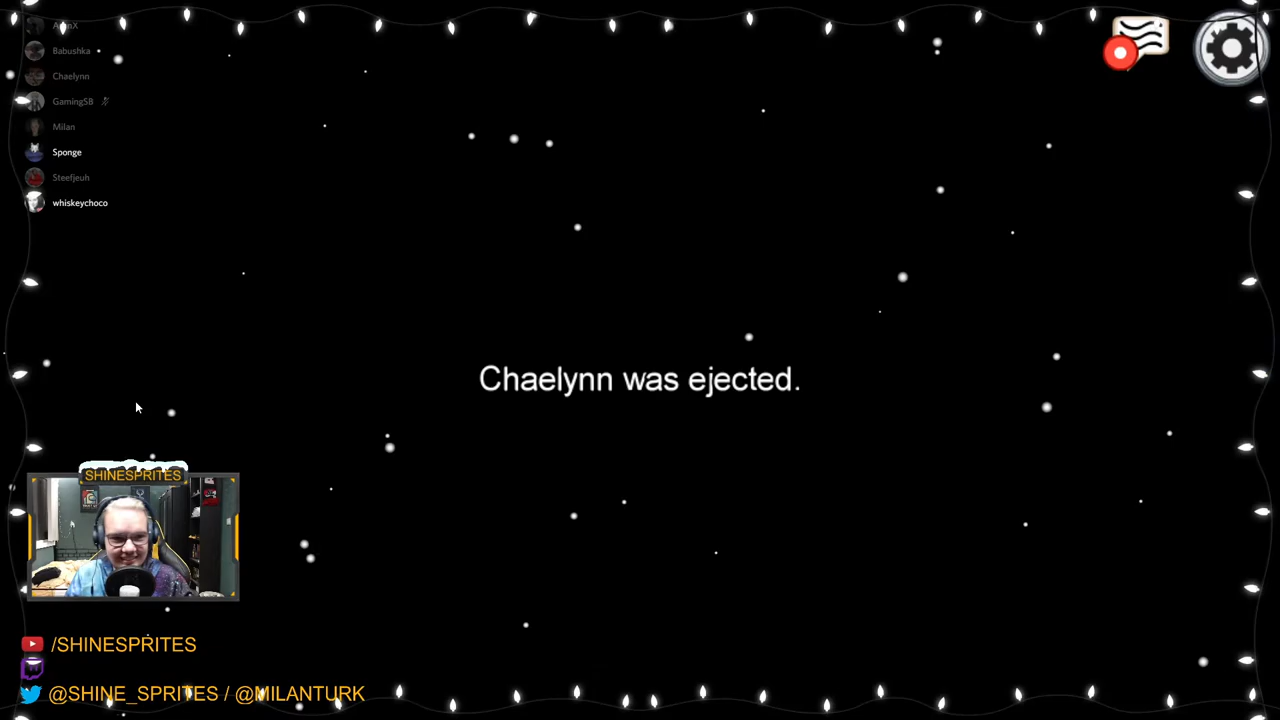 Babushka
Chaelynn
GamingSB
Milan
Sponge
Steefjeuh
whiskeychoco
Chaelynn was ejected.
SHINESPRITES
/SHINESPRITES
@SHINE_SPRITES / @MILANTURK